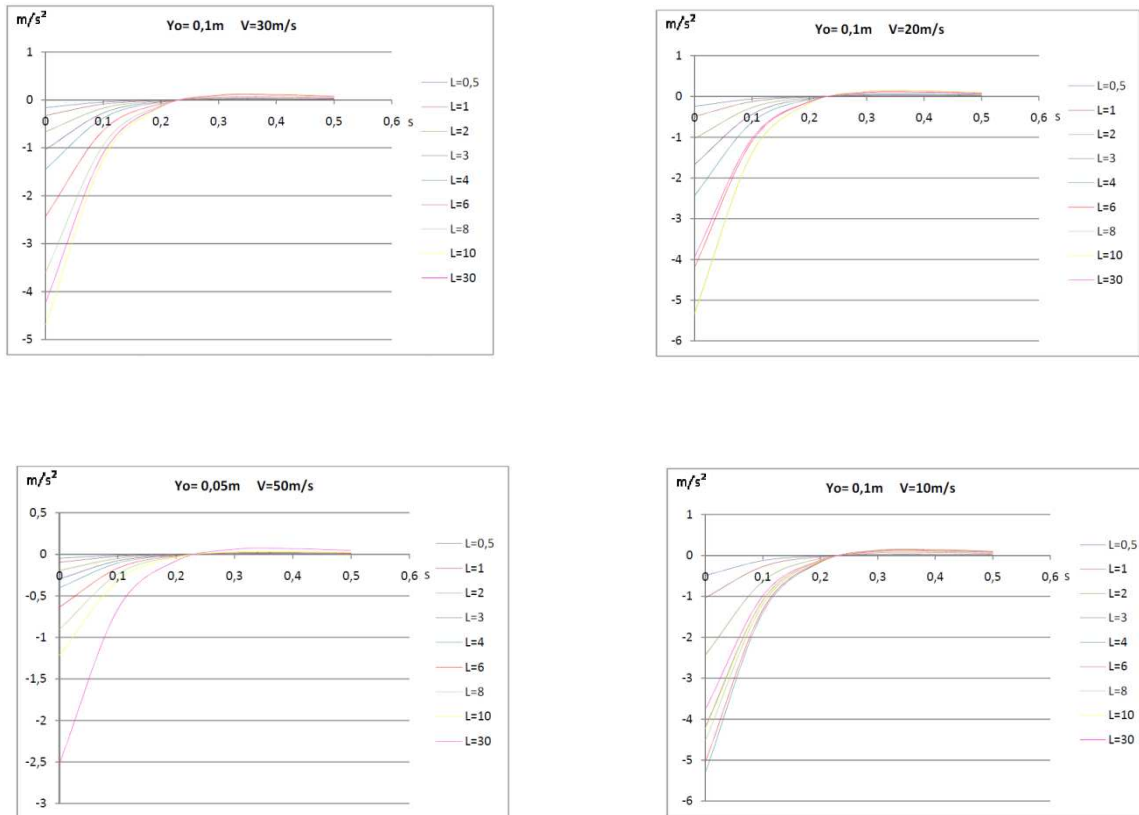 m/s²
Yo= 0,1m V=30m/s
1
0
-1
-2
-3
-4
-5
0 0,1 0,2 0,3 0,4 0,5 0,6
s
L=0,5
L=1
L=2
L=3
L=4
L=6
L=8
L=10
L=30
m/s²
Yo= 0,1m V=20m/s
1
0
-1
-2
-3
-4
-5
-6
0 0,1 0,2 0,3 0,4 0,5 s 0,6
L=0,5
L=1
L=2
L=3
L=4
L=6
L=8
L=10
L=30
m/s²
Yo= 0,05m V=50m/s
0,5
0
-0,5
-1
-1,5
-2
-2,5
-3
0 0,1 0,2 0,3 0,4 0,5 0,6 s
L=0,5
L=1
L=2
L=3
L=4
L=6
L=8
L=10
L=30
m/s²
Yo= 0,1m V=10m/s
1
0
-1
-2
-3
-4
-5
-6
0 0,1 0,2 0,3 0,4 0,5 0,6 s
L=0,5
L=1
L=2
L=3
L=4
L=6
L=8
L=10
L=30